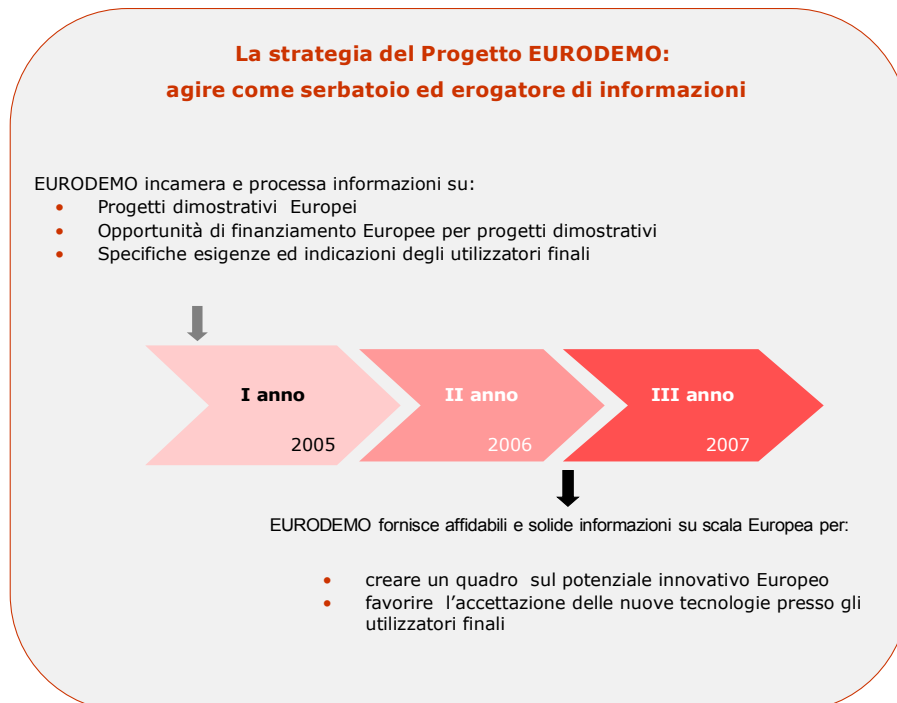 La strategia del Progetto EURODEMO:
agire come serbatoio ed erogatore di informazioni
EURODEMO incamera e processa informazioni su:
• Progetti dimostrativi Europei
• Opportunità di finanziamento Europee per progetti dimostrativi
• Specifiche esigenze ed indicazioni degli utilizzatori finali
I anno
II anno
III anno
2005
2006
2007
EURODEMO fornisce affidabili e solide informazioni su scala Europea per:
• creare un quadro sul potenziale innovativo Europeo
• favorire l’accettazione delle nuove tecnologie presso gli
utilizzatori finali